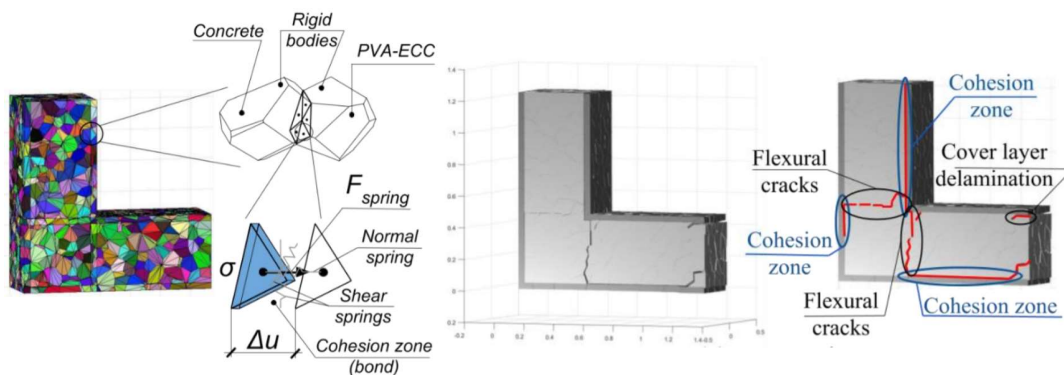 Concrete
Rigid
bodies
PVA-ECC
F spring
Normal
spring
σ
Shear
springs
Δu
Cohesion zone
(bond)
1.4
1.2
1
0.8
0.6
0.4
0.2
0
0.2
-0.2
0
0.2
0.4
0.6
0.8
1
1.2
1.4-0.5
0
0.5
Cohesion
zone
Flexural
cracks
Cover layer
delamination
Cohesion
zone
Flexural
cracks
Cohesion zone